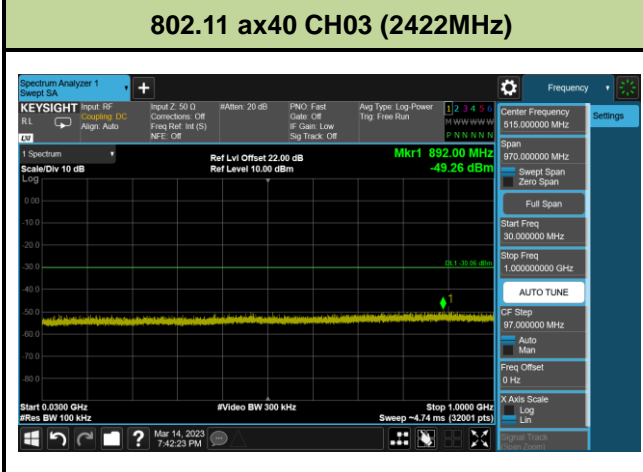 802.11 ax40 CH03 (2422MHz)
Spectrum Analyzer 1
Swept SA
Frequency
KEYSIGHT
RL
LXI
Input: RF
Coupling: DC
Align: Auto
Input Z: 50 Ω
Corrections: Off
Freq Ref: Int (S)
NFE: Off
#Atten: 20 dB
PNO: Fast
Gate: Off
IF Gain: Low
Sig Track: Off
Avg Type: Log-Power
Trig: Free Run
1 2 3 4 5 6
M W W W W W
P N N N N N
Center Frequency
515.000000 MHz
Settings
1 Spectrum
Scale/Div 10 dB
Log
Ref Lvl Offset 22.00 dB
Ref Level 10.00 dBm
Mkr1 892.00 MHz
-49.26 dBm
Span
970.000000 MHz
Swept Span
Zero Span
Full Span
Start Freq
30.000000 MHz
Stop Freq
1.000000000 GHz
AUTO TUNE
CF Step
97.000000 MHz
Auto
Man
Freq Offset
0 Hz
X Axis Scale
Log
Lin
Signal Track
(Span Zoom)
0.00
-10.0
-20.0
-30.0
DL1 -30.06 dBm
-40.0
1
-50.0
-60.0
-70.0
-80.0
Start 0.0300 GHz
#Video BW 300 kHz
Stop 1.0000 GHz
#Res BW 100 kHz
Sweep ~4.74 ms (32001 pts)
Mar 14, 2023
7:42:23 PM